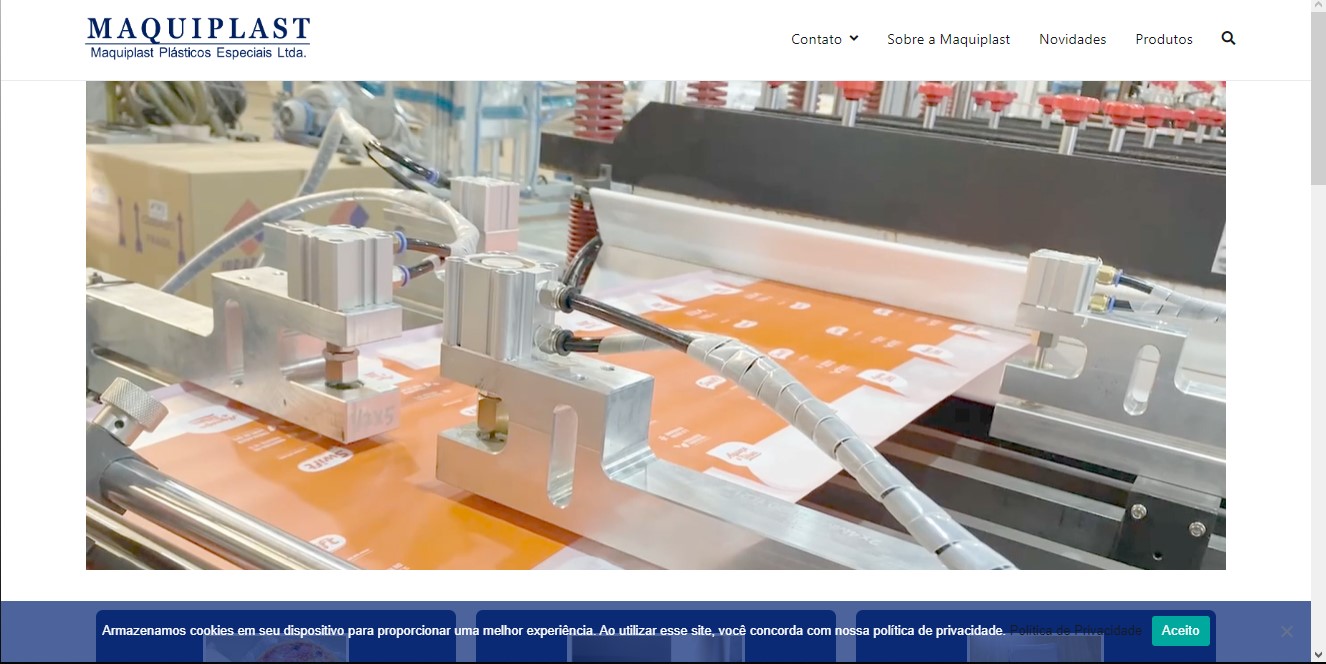 MAQUIPLAST
Maquiplast Plásticos Especiais Ltda.
Contato
Sobre a Maquiplast
Novidades
Produtos
Armazenamos cookies em seu dispositivo para proporcionar uma melhor experiência. Ao utilizar esse site, você concorda com nossa política de privacidade. Política de Privacidade
Aceito